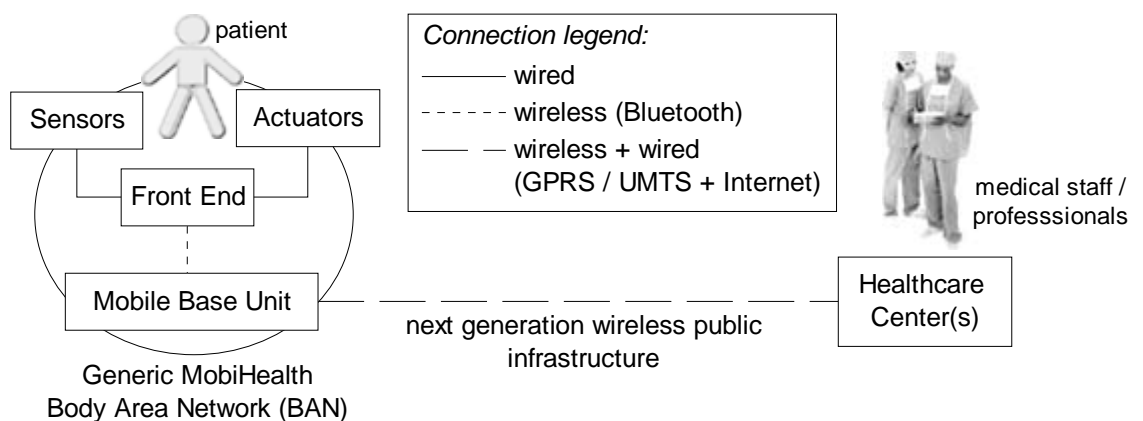 patient
Sensors
Actuators
Front End
Mobile Base Unit
Generic MobiHealth
Body Area Network (BAN)
Connection legend:
wired
wireless (Bluetooth)
wireless + wired
(GPRS / UMTS + Internet)
next generation wireless public
infrastructure
medical staff /
professsionals
Healthcare
Center(s)